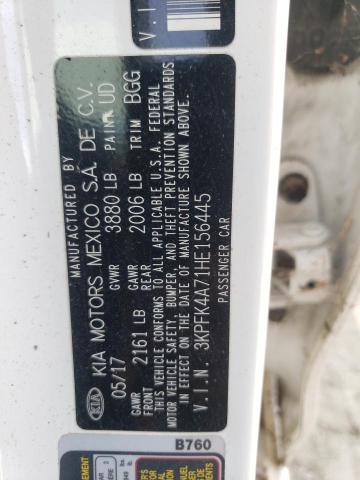 MANUFACTURED BY
KIA KIA MOTORS MEXICO S.A. DE C.V.
05/17 GVWR 3880 LB PAINT UD
GAWR FRONT 2161 LB GAWR REAR 2006 LB TRIM BGG
THIS VEHICLE CONFORMS TO ALL APPLICABLE U.S.A. FEDERAL
MOTOR VEHICLE SAFETY, BUMPER, AND THEFT PREVENTION STANDARDS
IN EFFECT ON THE DATE OF MANUFACTURE SHOWN ABOVE.
V.I.N. 3KPFK4A71HE156445
PASSENGER CAR
V.I
B760